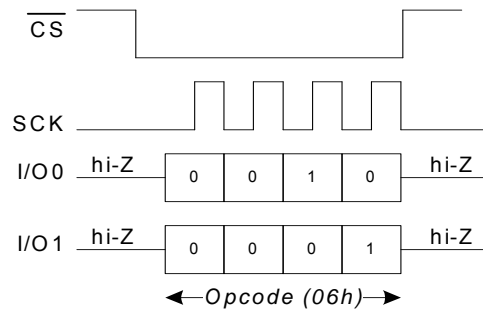 CS
SCK
I/O0 hi-Z 0 0 1 0 hi-Z
I/O1 hi-Z 0 0 0 1 hi-Z
Opcode (06h)